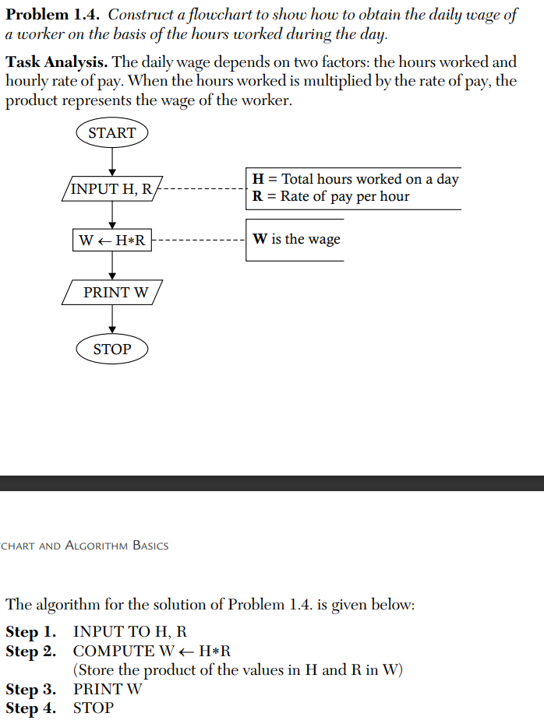 Problem 1.4. Construct a flowchart to show how to obtain the daily wage of
a worker on the basis of the hours worked during the day.
Task Analysis. The daily wage depends on two factors: the hours worked and
hourly rate of pay. When the hours worked is multiplied by the rate of pay, the
product represents the wage of the worker.
START
INPUT H, R
H = Total hours worked on a day
R = Rate of pay per hour
W ← H*R
W is the wage
PRINT W
STOP
CHART AND ALGORITHM BASICS
The algorithm for the solution of Problem 1.4. is given below:
Step 1. INPUT TO H, R
Step 2. COMPUTE W ← H*R
(Store the product of the values in H and R in W)
Step 3. PRINT W
Step 4. STOP